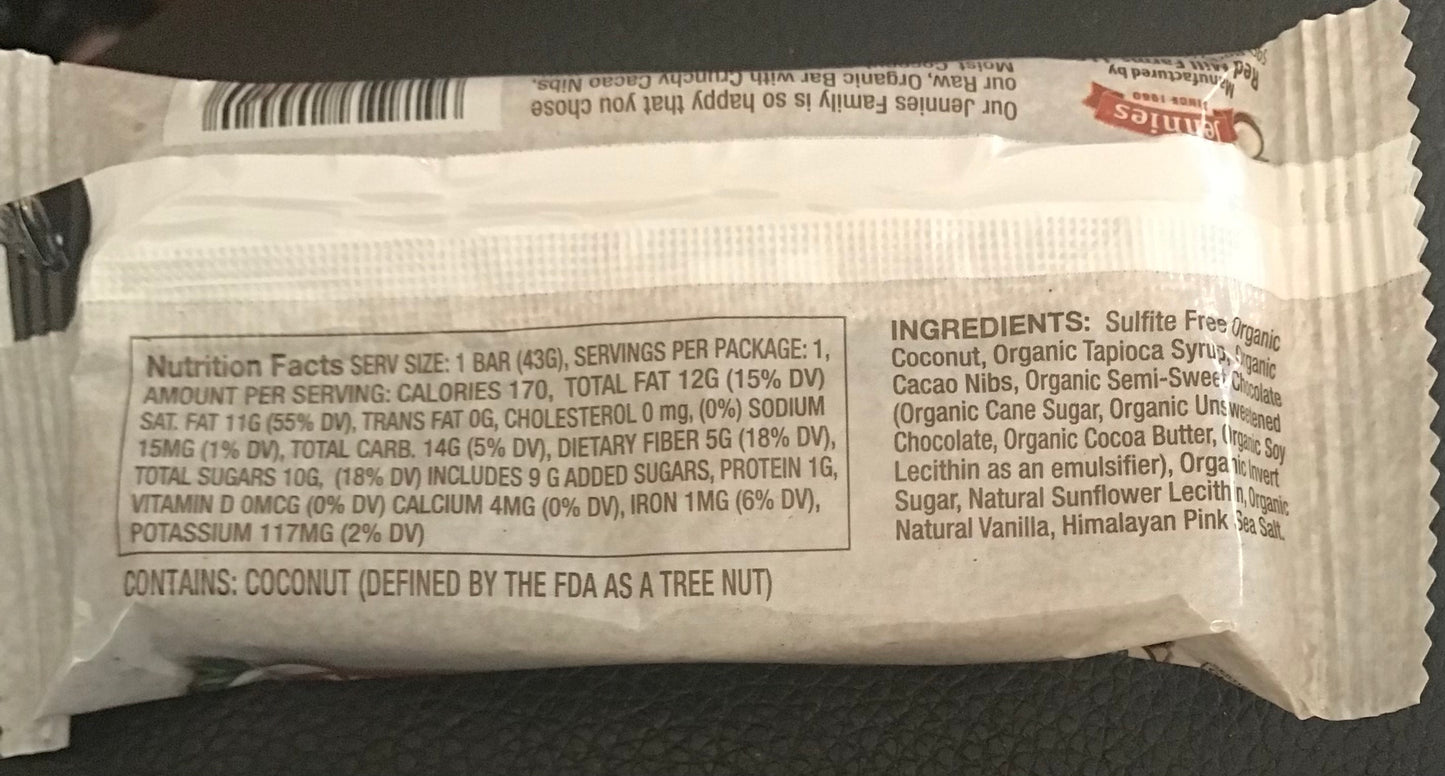 Our Jennies Family is so happy that you chose
our Raw, Organic Bar with Crunchy Cacao Nibs,
Moist
Jennies
SINCE 1960
Manufactured by
Red
Nutrition Facts SERV SIZE: 1 BAR (43G), SERVINGS PER PACKAGE: 1,
AMOUNT PER SERVING: CALORIES 170, TOTAL FAT 12G (15% DV)
SAT. FAT 11G (55% DV), TRANS FAT 0G, CHOLESTEROL 0 mg, (0%) SODIUM
15MG (1% DV), TOTAL CARB. 14G (5% DV), DIETARY FIBER 5G (18% DV),
TOTAL SUGARS 10G, (18% DV) INCLUDES 9 G ADDED SUGARS, PROTEIN 1G,
VITAMIN D 0MCG (0% DV) CALCIUM 4MG (0% DV), IRON 1MG (6% DV),
POTASSIUM 117MG (2% DV)
CONTAINS: COCONUT (DEFINED BY THE FDA AS A TREE NUT)
INGREDIENTS: Sulfite Free Organic
Coconut, Organic Tapioca Syrup, Organic
Cacao Nibs, Organic Semi-Sweet Chocolate
(Organic Cane Sugar, Organic Unsweetened
Chocolate, Organic Cocoa Butter, Organic Soy
Lecithin as an emulsifier), Organic Invert
Sugar, Natural Sunflower Lecithin, Organic
Natural Vanilla, Himalayan Pink Sea Salt.